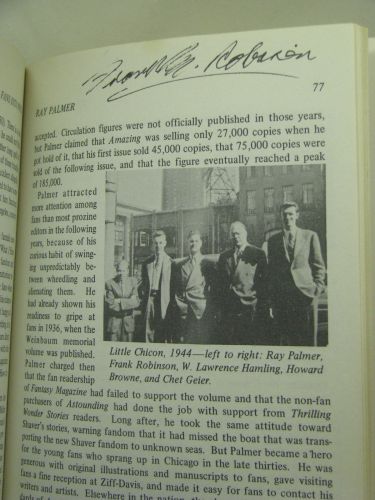 Frank M. Robinson
77
RAY PALMER
accepted. Circulation figures were not officially published in those years,
but Palmer claimed that Amazing was selling only 27,000 copies when he
got hold of it, that his first issue sold 45,000 copies, that 75,000 copies were
sold of the following issue, and that the figure eventually reached a peak
of 185,000.
Palmer attracted
more attention among
fans than most prozine
editors in the following
years, because of his
curious habit of swing-
ing unpredictably be-
tween whredling and
alienating them. He
had already shown his
readiness to gripe at
fans in 1936, when the
Weinbaum memorial
volume was published.
Palmer charged then
that the fan readership
Little Chicon, 1944—left to right: Ray Palmer,
Frank Robinson, W. Lawrence Hamling, Howard
Browne, and Chet Geier.
of Fantasy Magazine had failed to support the volume and that the non-fan
purchasers of Astounding had done the job with support from Thrilling
Wonder Stories readers. Long after, he took the same attitude toward
Shaver's stories, warning fandom that it had missed the boat that was trans-
porting the new Shaver fandom to unknown seas. But Palmer became a hero
for the young fans who sprang up in Chicago in the late thirties. He was
generous with original illustrations and manuscripts to fans, gave visiting
fans a fine reception at Ziff-Davis, and made it easy for fans to contact his
writers and artists. Elsewhere in the nation, the